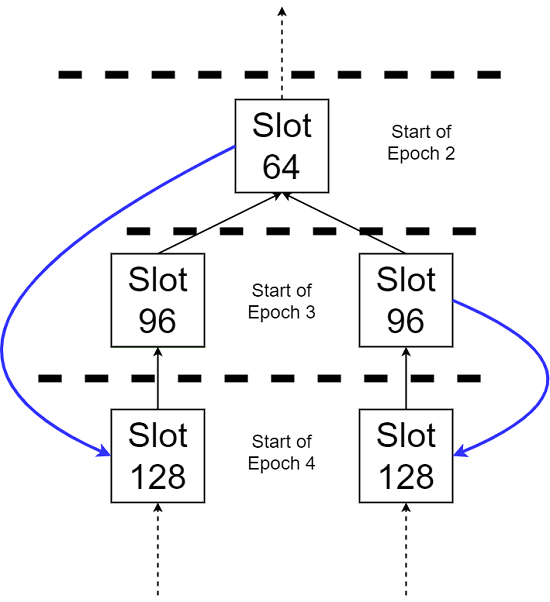 Slot
64
Start of
Epoch 2
Slot
96
Start of
Epoch 3
Slot
96
Slot
128
Start of
Epoch 4
Slot
128